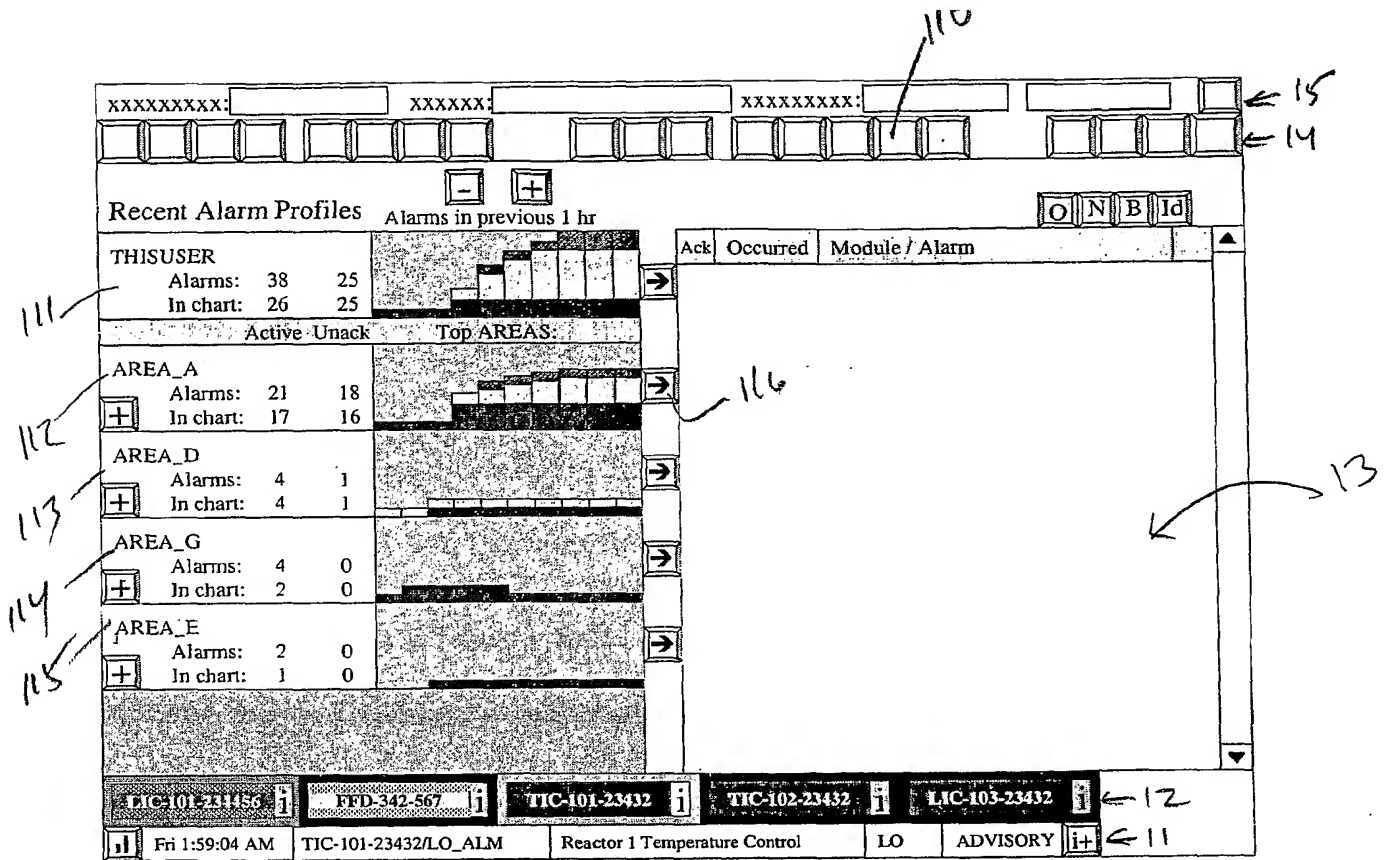 110
xxxxxxxxx: xxxxxx: xxxxxxxxx:
15
14
- +
Recent Alarm Profiles Alarms in previous 1 hr
O N B Id
Ack Occurred Module / Alarm
THISUSER
Alarms: 38 25
In chart: 26 25
111
Active Unack Top AREAS:
AREA_A
Alarms: 21 18
+ In chart: 17 16
112
116
AREA_D
Alarms: 4 1
+ In chart: 4 1
113
13
AREA_G
Alarms: 4 0
+ In chart: 2 0
114
AREA_E
Alarms: 2 0
+ In chart: 1 0
115
LIC-101-231456 i FFD-342-567 i TIC-101-23432 i TIC-102-23432 i LIC-103-23432 i
12
Fri 1:59:04 AM TIC-101-23432/LO_ALM Reactor 1 Temperature Control LO ADVISORY i+
11